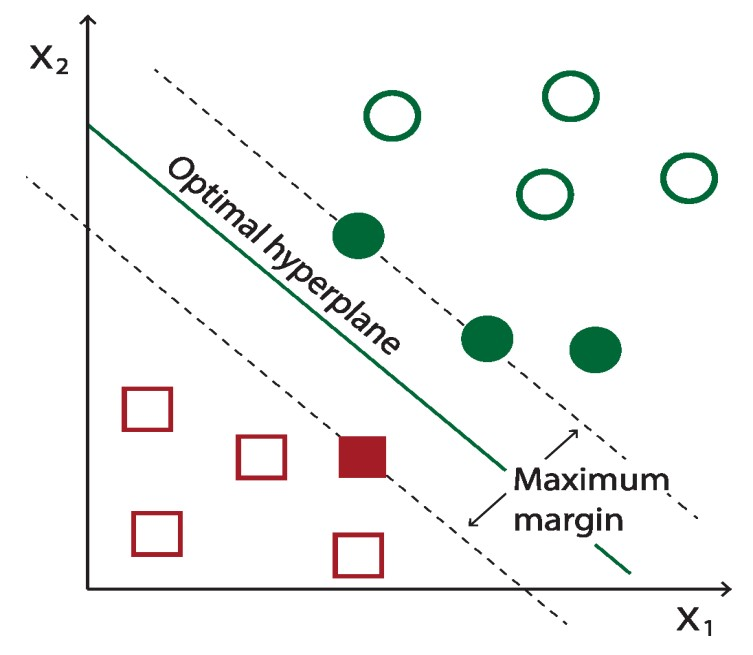 X₂
Optimal hyperplane
Maximum
margin
X₁